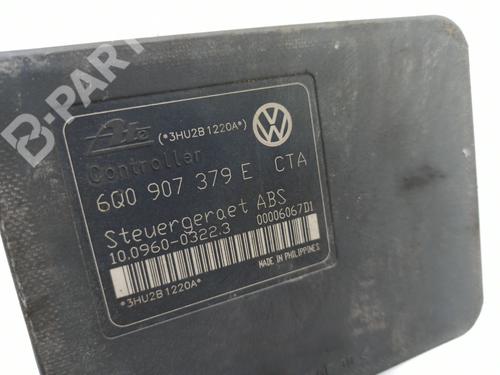 B-PARTS
Ate
(*3HU2B1220A*)
Controller
6Q0 907 379 E CTA
Steuergeraet ABS
10.0960-0322.3 00006067D1
MADE IN PHILIPPINES
*3HU2B1220A*